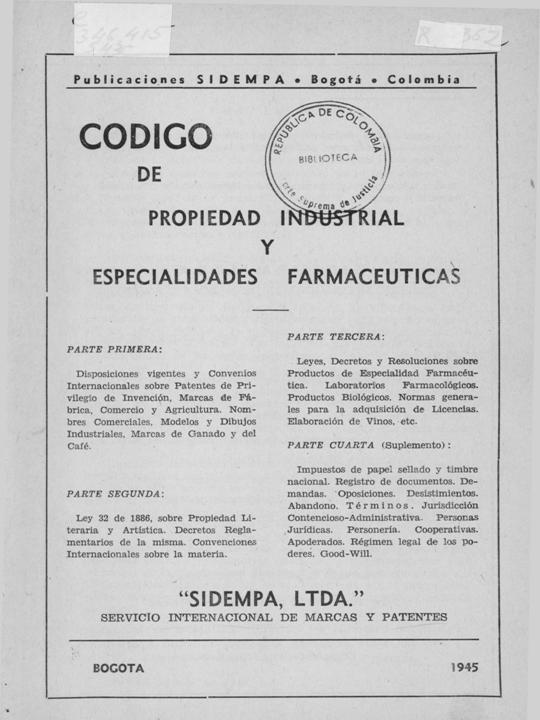 346.415
Publicaciones SIDEMPA • Bogotá • Colombia
REPUBLICA DE COLOMBIA
BIBLIOTECA
Corte Suprema de Justicia
CODIGO
DE
PROPIEDAD INDUSTRIAL
Y
ESPECIALIDADES FARMACEUTICAS
PARTE PRIMERA:
Disposiciones vigentes y Convenios
Internacionales sobre Patentes de Pri-
vilegio de Invención, Marcas de Fá-
brica, Comercio y Agricultura. Nom-
bres Comerciales, Modelos y Dibujos
Industriales, Marcas de Ganado y del
Café.
PARTE SEGUNDA:
Ley 32 de 1886, sobre Propiedad Li-
teraria y Artística. Decretos Regla-
mentarios de la misma. Convenciones
Internacionales sobre la materia.
PARTE TERCERA:
Leyes, Decretos y Resoluciones sobre
Productos de Especialidad Farmacéu-
tica. Laboratorios Farmacológicos.
Productos Biológicos. Normas genera-
les para la adquisición de Licencias.
Elaboración de Vinos, etc.
PARTE CUARTA (Suplemento):
Impuestos de papel sellado y timbre
nacional. Registro de documentos. De-
mandas. Oposiciones. Desistimientos.
Abandono. Términos. Jurisdicción
Contencioso-Administrativa. Personas
Jurídicas. Personería. Cooperativas.
Apoderados. Régimen legal de los po-
deres. Good-Will.
"SIDEMPA, LTDA."
SERVICIO INTERNACIONAL DE MARCAS Y PATENTES
BOGOTA 1945